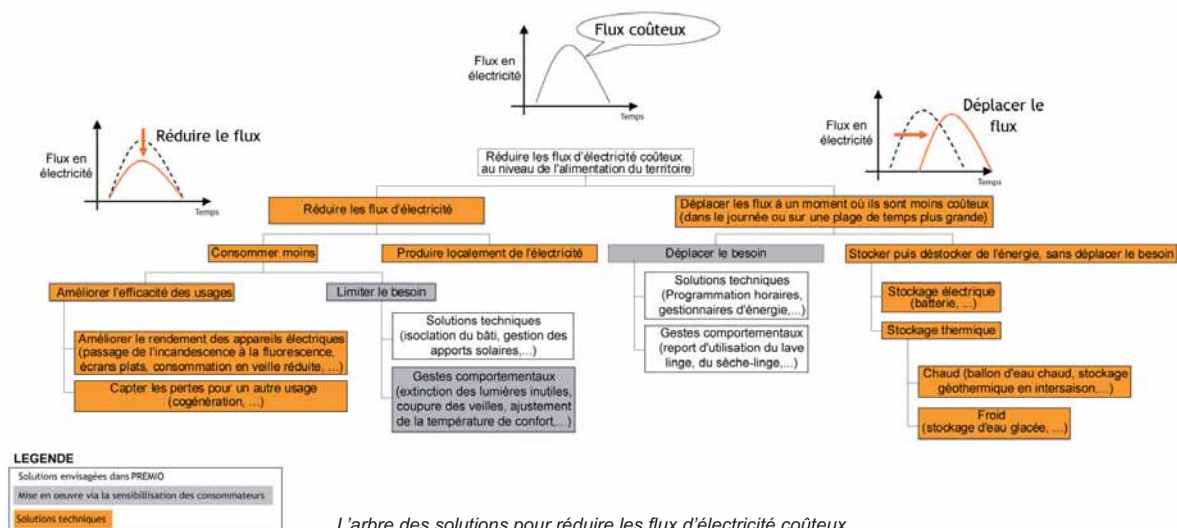 Flux coûteux
Flux en
électricité
Temps
Réduire le flux
Flux en
électricité
Temps
Déplacer le
flux
Flux en
électricité
Temps
Réduire les flux d'électricité coûteux
au niveau de l'alimentation du territoire
Réduire les flux d'électricité
Déplacer les flux à un moment où ils sont moins coûteux
(dans le journée ou sur une plage de temps plus grande)
Consommer moins
Produire localement de l'électricité
Déplacer le besoin
Stocker puis déstocker de l'énergie, sans déplacer le besoin
Améliorer l'efficacité des usages
Limiter le besoin
Améliorer le rendement des appareils électriques
(passage de l'incandescence à la fluorescence,
écrans plats, consommation en veille réduite, ...)
Capter les pertes pour un autre usage
(cogénération, ...)
Solutions techniques
(isoclation du bâti, gestion des
apports solaires,...)
Gestes comportementaux
(extinction des lumières inutiles,
coupure des veilles, ajustement
de la température de confort,...)
Solutions techniques
(Programmation horaires,
gestionnaires d'énergie,...)
Gestes comportementaux
(report d'utilisation du lave
linge, du sèche-linge,...)
Stockage électrique
(batterie, ...)
Stockage thermique
Chaud (ballon d'eau chaud, stockage
géothermique en intersaison,...)
Froid
(stockage d'eau glacée, ...)
LEGENDE
Solutions envisagées dans PREMIO
Mise en oeuvre via la sensibillisation des consommateurs
Solutions techniques
L'arbre des solutions pour réduire les flux d'électricité coûteux